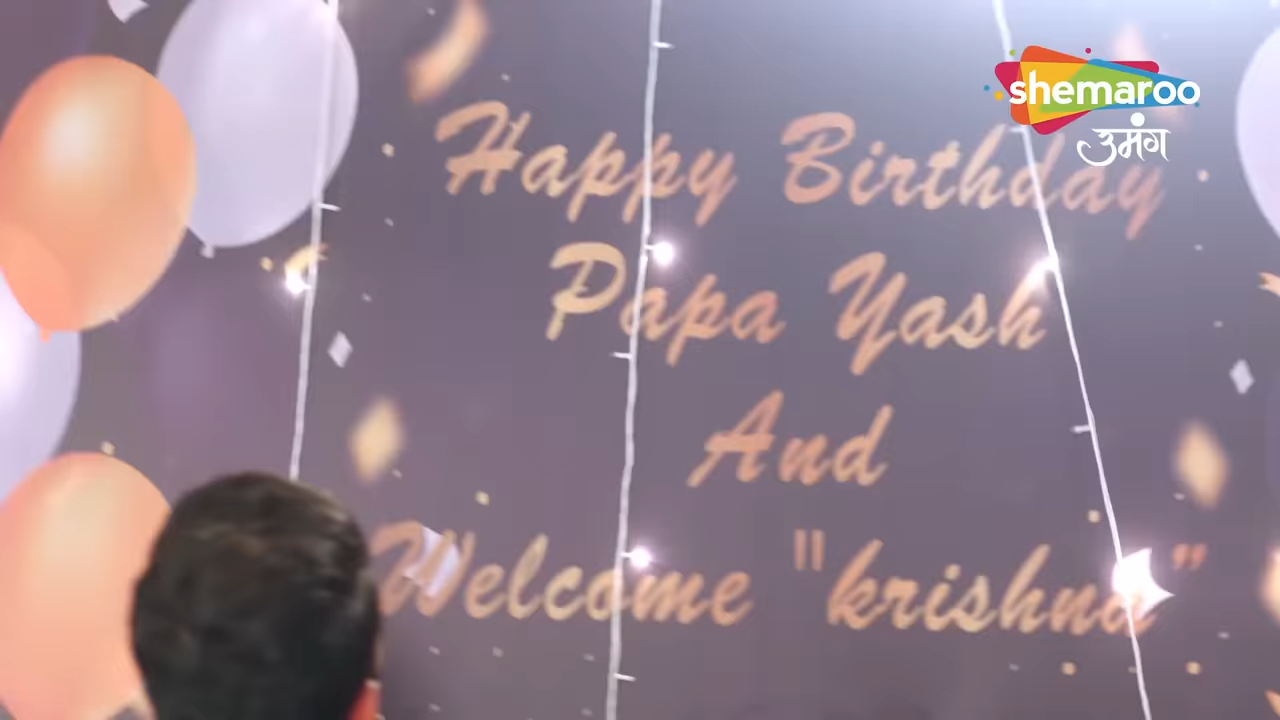 shemaroo
उमंग
Happy Birthday
Papa Yash
And
Welcome "krishna"